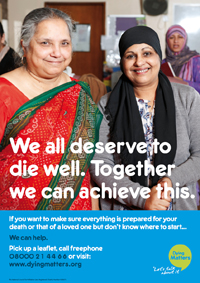 We all deserve to
die well. Together
we can achieve this.
If you want to make sure everything is prepared for your
death or that of a loved one but don't know where to start...
We can help.
Pick up a leaflet, call freephone
08000 21 44 66 or visit:
www.dyingmatters.org
Dying
Matters
"Let's talk
about it"